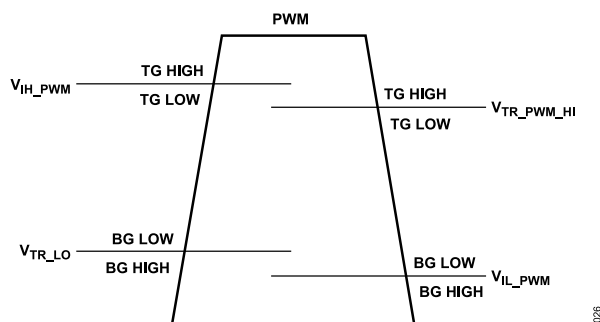 PWM
TG HIGH
V_IH_PWM
TG LOW
TG HIGH
V_TR_PWM_HI
TG LOW
BG LOW
V_TR_LO
BG HIGH
BG LOW
V_IL_PWM
BG HIGH
026